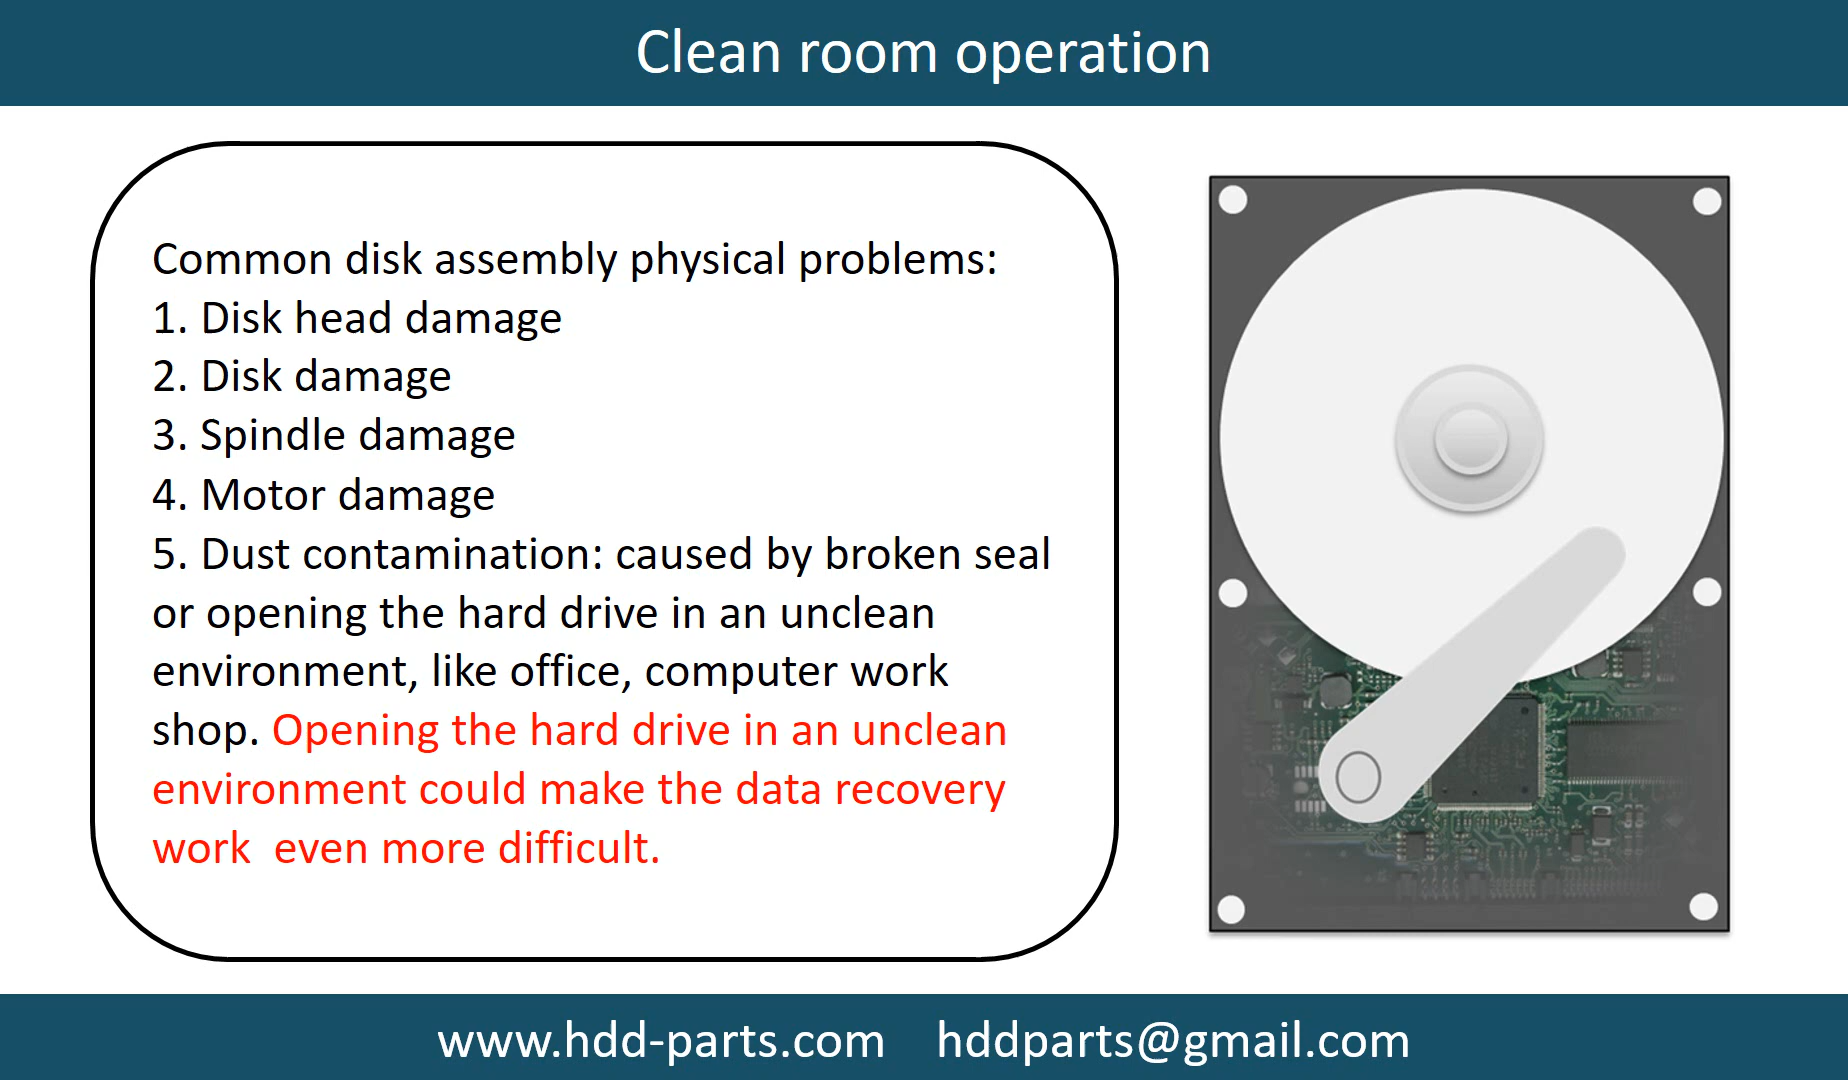 Clean room operation
Common disk assembly physical problems:
1. Disk head damage
2. Disk damage
3. Spindle damage
4. Motor damage
5. Dust contamination: caused by broken seal
or opening the hard drive in an unclean
environment, like office, computer work
shop. Opening the hard drive in an unclean
environment could make the data recovery
work  even more difficult.
www.hdd-parts.com    hddparts@gmail.com